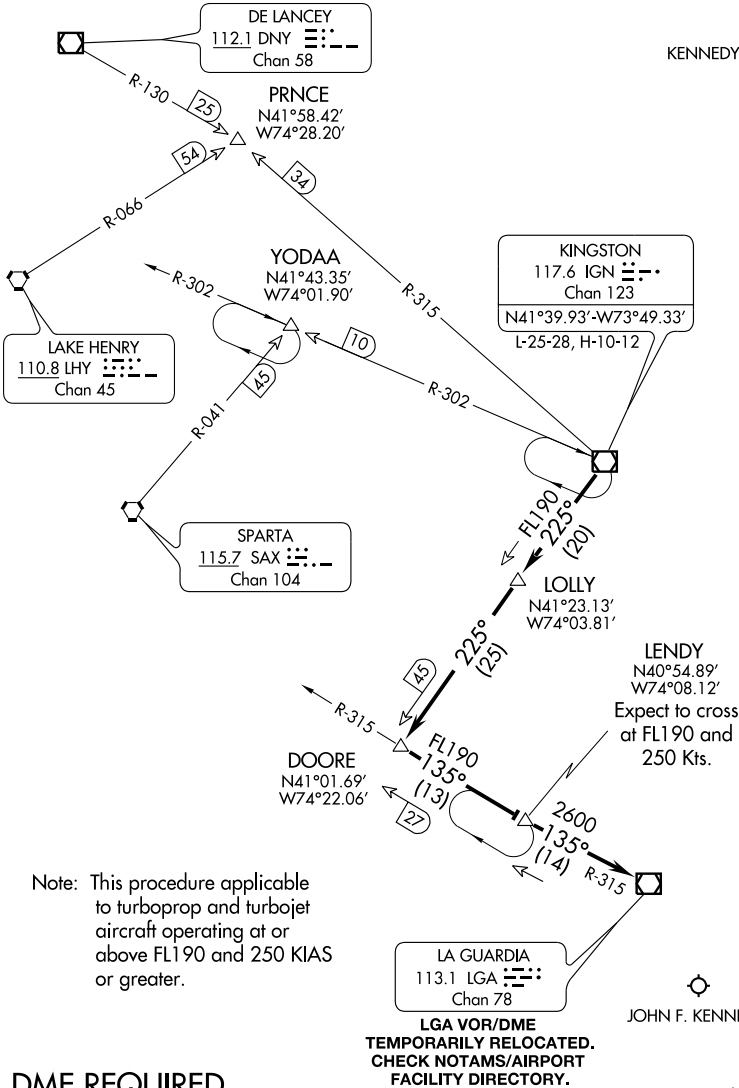 DE LANCEY
112.1 DNY
Chan 58
KENNEDY
R-130
25
PRNCE
N41°58.42'
W74°28.20'
54
34
R-066
YODAA
N41°43.35'
W74°01.90'
R-302
R-315
KINGSTON
117.6 IGN
Chan 123
N41°39.93'-W73°49.33'
L-25-28, H-10-12
LAKE HENRY
110.8 LHY
Chan 45
10
R-302
45
R-041
FL190
225°
(20)
SPARTA
115.7 SAX
Chan 104
LOLLY
N41°23.13'
W74°03.81'
225°
(25)
LENDY
N40°54.89'
W74°08.12'
Expect to cross
at FL190 and
250 Kts.
45
R-315
DOORE
N41°01.69'
W74°22.06'
FL190
135°
(13)
27
2600
135°
(14)
R-315
Note: This procedure applicable
to turboprop and turbojet
aircraft operating at or
above FL190 and 250 KIAS
or greater.
LA GUARDIA
113.1 LGA
Chan 78
JOHN F. KENN
LGA VOR/DME
TEMPORARILY RELOCATED.
CHECK NOTAMS/AIRPORT
FACILITY DIRECTORY.
DME REQUIRED